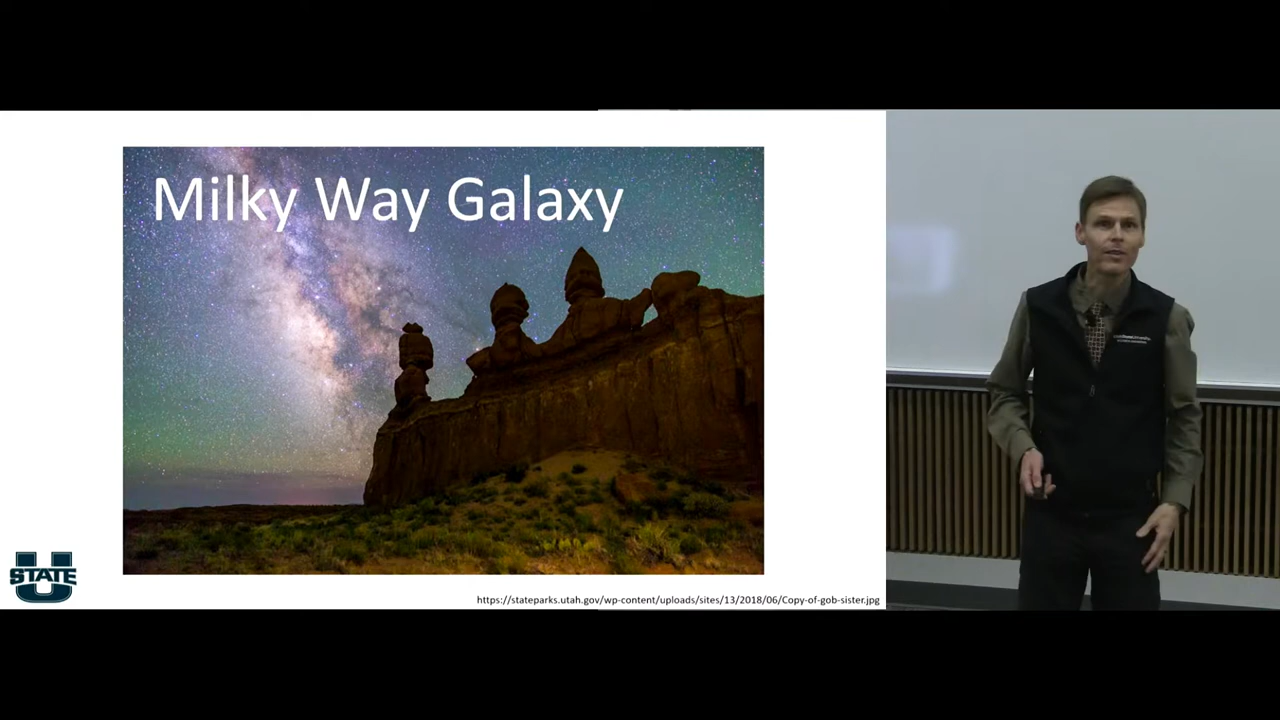 Milky Way Galaxy
U
STATE
https://stateparks.utah.gov/wp-content/uploads/sites/13/2018/06/Copy-of-gob-sister.jpg